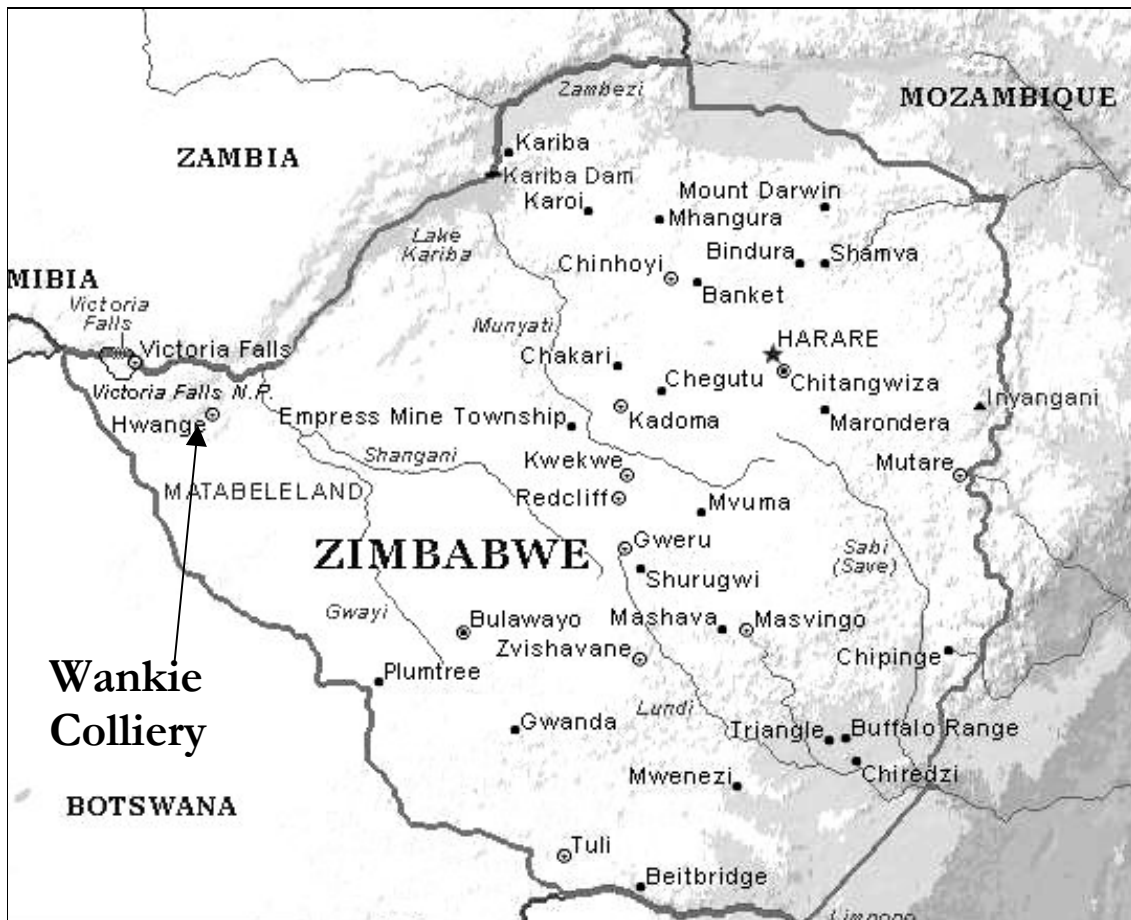 Zambezi
MOZAMBIQUE
Kariba
ZAMBIA
Kariba Dam
Karoi
Mount Darwin
Mhangura
Lake
Kariba
Bindura
Shamva
Chinhoyi
MIBIA
Banket
Victoria
Falls
Munyati
HARARE
Victoria Falls
Chakari
Chitangwiza
Chegutu
Victoria Falls N.P.
Inyangani
Hwange
Empress Mine Township
Kadoma
Marondera
Shangani
Kwekwe
Mutare
MATABELELAND
Redcliff
Mvuma
ZIMBABWE
Gweru
Sabi
(Save)
Shurugwi
Gwayi
Bulawayo
Mashava
Masvingo
Zvishavane
Chipinge
Wankie
Colliery
Plumtree
Lundi
Gwanda
Triangle
Buffalo Range
Chiredzi
Mwenezi
BOTSWANA
Tuli
Beitbridge
Limpopo